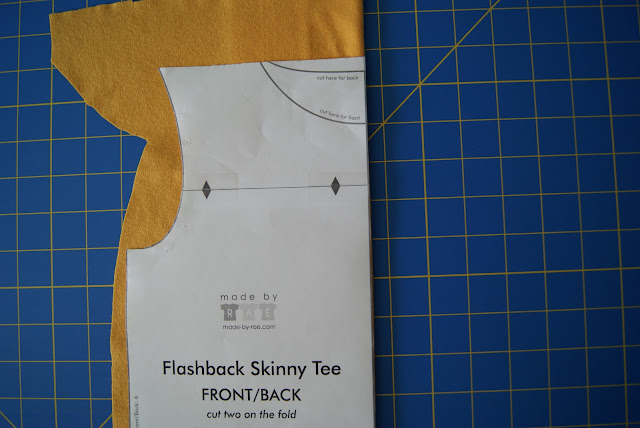 cut here for back
cut here for front
made by
RAE
made-by-rae.com
Flashback Skinny Tee
FRONT/BACK
cut two on the fold